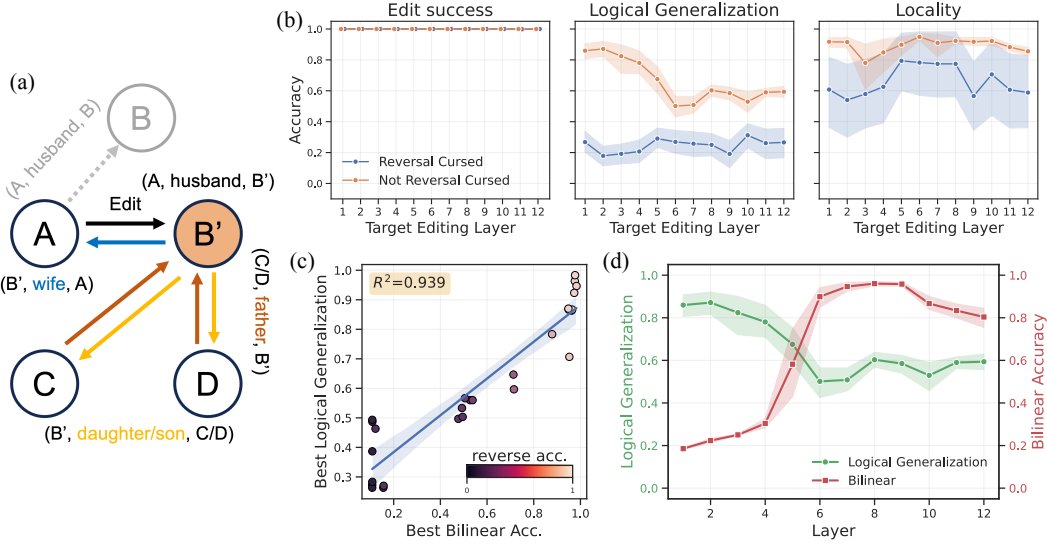 (a)
(A, husband, B)
B
(A, husband, B')
Edit
A
B'
(B', wife, A)
(C/D, father, B')
C
D
(B', daughter/son, C/D)
(b)
Edit success
Logical Generalization
Locality
Accuracy
1.0
0.8
0.6
0.4
0.2
0.0
Reversal Cursed
Not Reversal Cursed
1 2 3 4 5 6 7 8 9 10 11 12
1 2 3 4 5 6 7 8 9 10 11 12
1 2 3 4 5 6 7 8 9 10 11 12
Target Editing Layer
Target Editing Layer
Target Editing Layer
(c)
R²=0.939
Best Logical Generalization
1.0
0.9
0.8
0.7
0.6
0.5
0.4
0.3
reverse acc.
0 1
0.2 0.4 0.6 0.8 1.0
Best Bilinear Acc.
(d)
Logical Generalization
1.0
0.8
0.6
0.4
0.2
0.0
Logical Generalization
Bilinear
1.0
0.8
0.6
0.4
0.2
0.0
Bilinear Accuracy
2 4 6 8 10 12
Layer